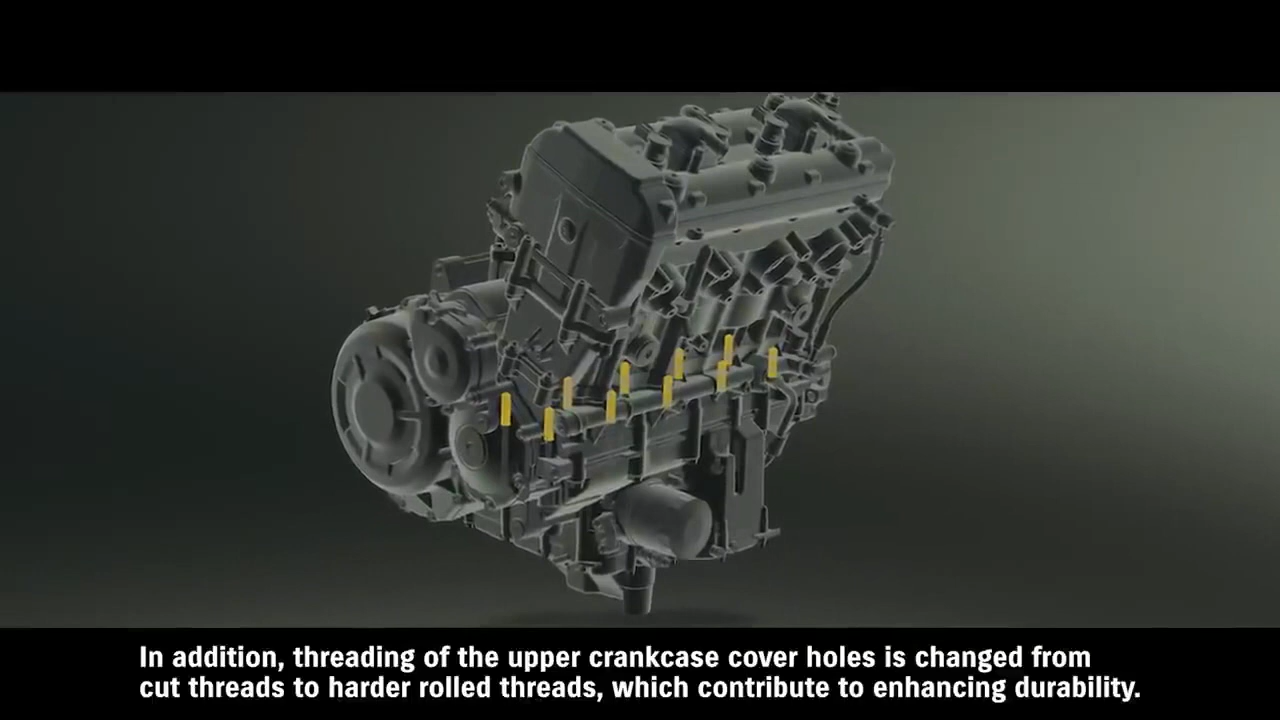 In addition, threading of the upper crankcase cover holes is changed from
cut threads to harder rolled threads, which contribute to enhancing durability.